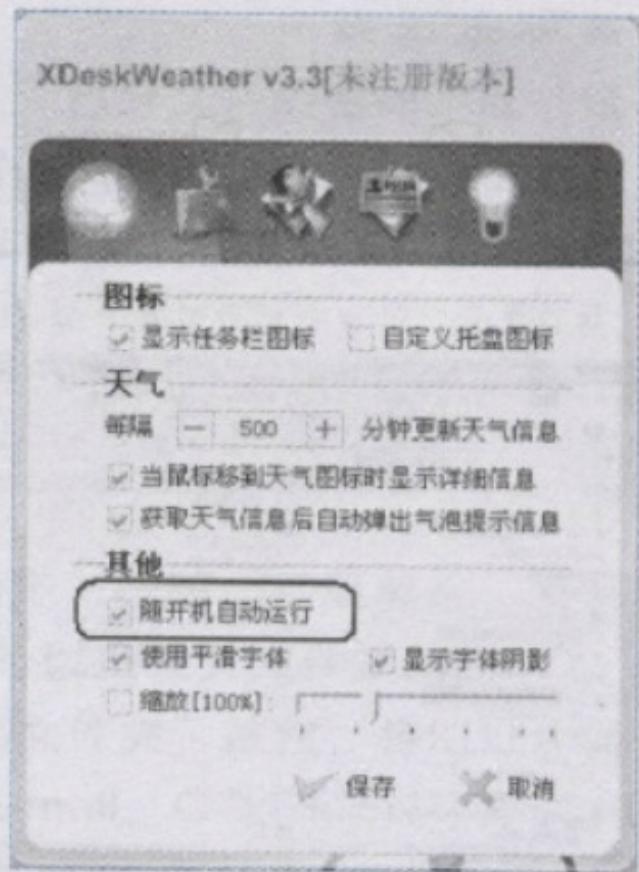 XDeskWeather v3.3[未注册版本]
图标
显示任务栏图标 自定义托盘图标
天气
每隔 － 500 ＋ 分钟更新天气信息
当鼠标移到天气图标时显示详细信息
获取天气信息后自动弹出气泡提示信息
其他
随开机自动运行
使用平滑字体 显示字体阴影
缩放[100%]:
保存 取消